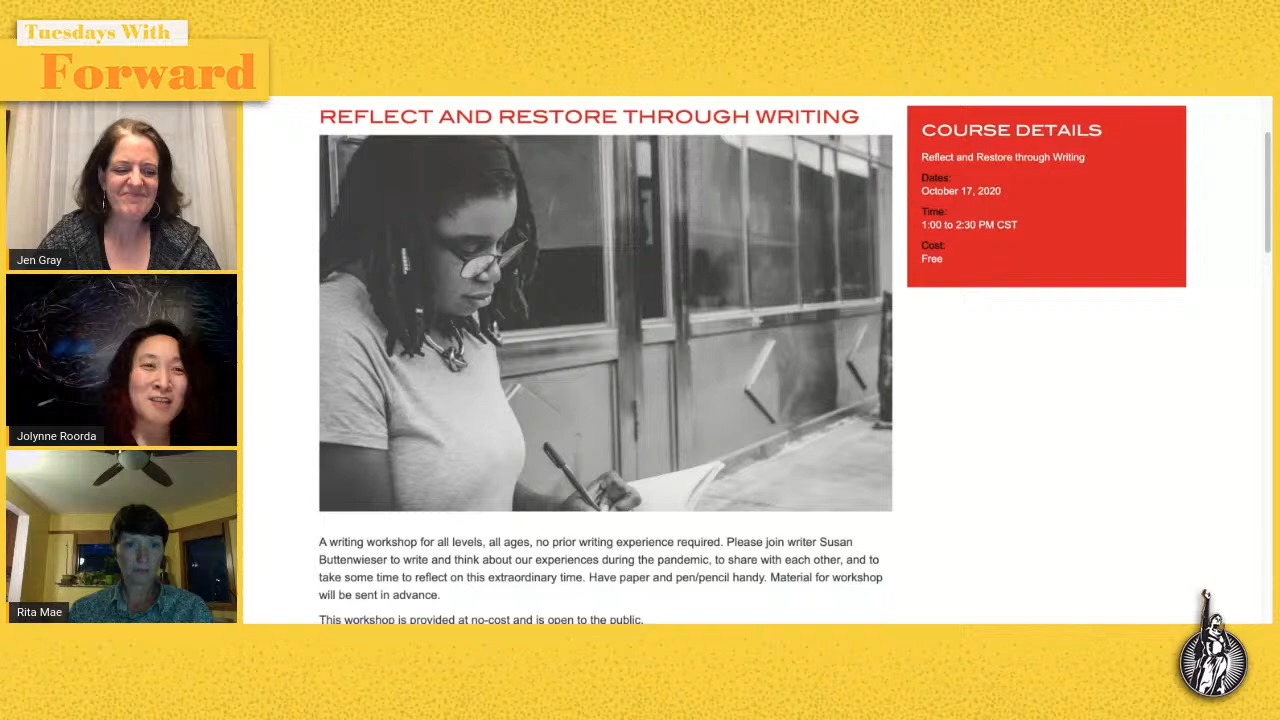 Tuesdays With
Forward
Jen Gray
Jolynne Roorda
Rita Mae
REFLECT AND RESTORE THROUGH WRITING
A writing workshop for all levels, all ages, no prior writing experience required. Please join writer Susan
Buttenwieser to write and think about our experiences during the pandemic, to share with each other, and to
take some time to reflect on this extraordinary time. Have paper and pen/pencil handy. Material for workshop
will be sent in advance.
This workshop is provided at no-cost and is open to the public.
COURSE DETAILS
Reflect and Restore through Writing
Dates:
October 17, 2020
Time:
1:00 to 2:30 PM CST
Cost:
Free